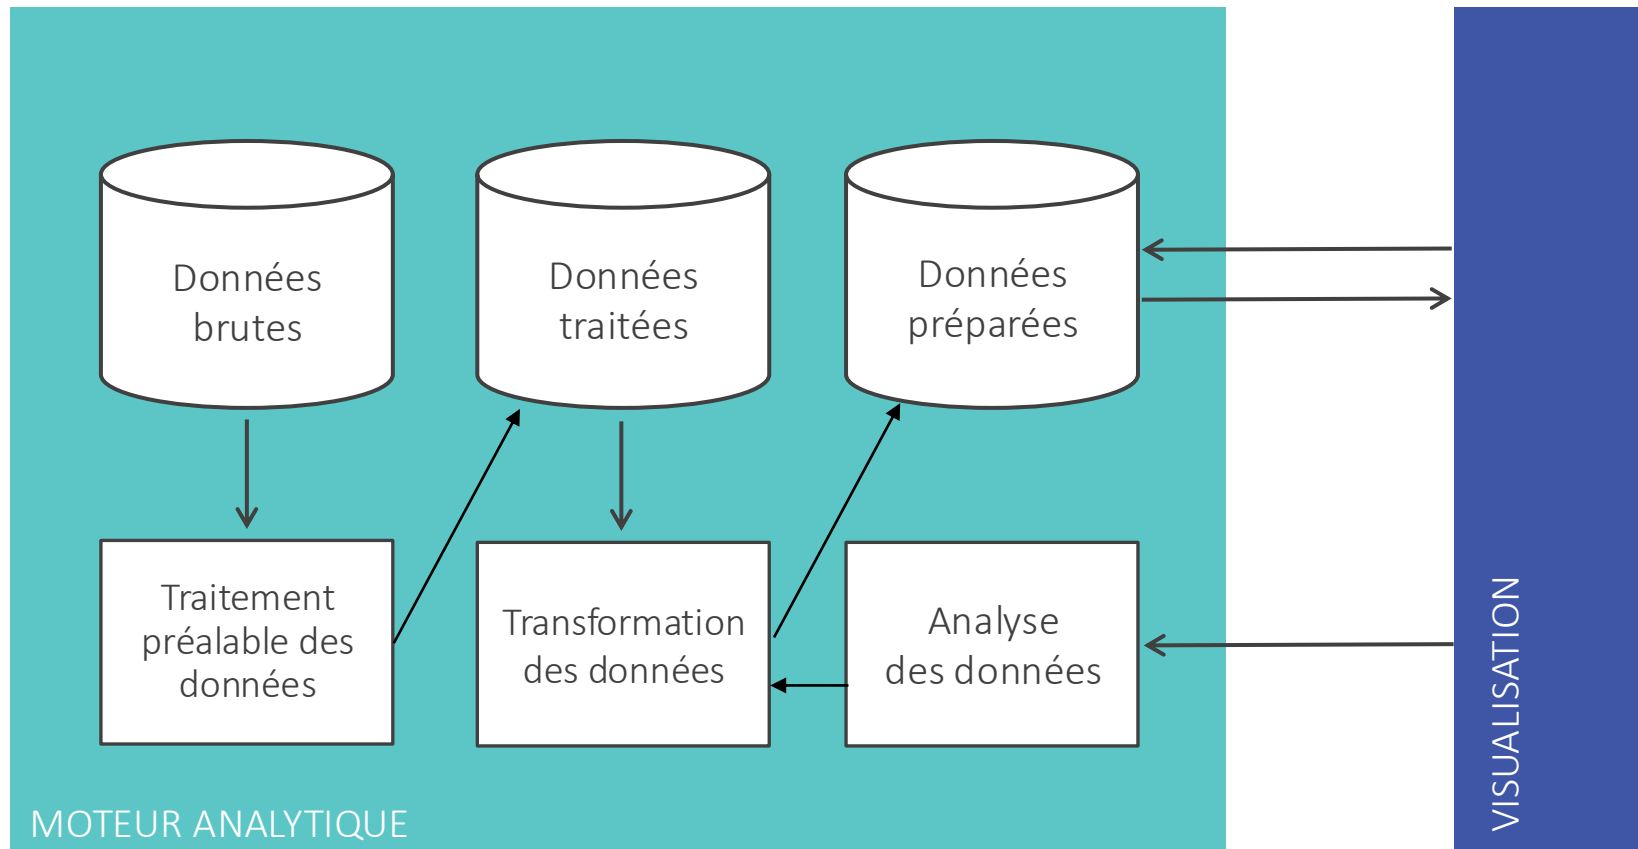 Données
brutes
Données
traitées
Données
préparées
Traitement
préalable des
données
Transformation
des données
Analyse
des données
MOTEUR ANALYTIQUE
VISUALISATION